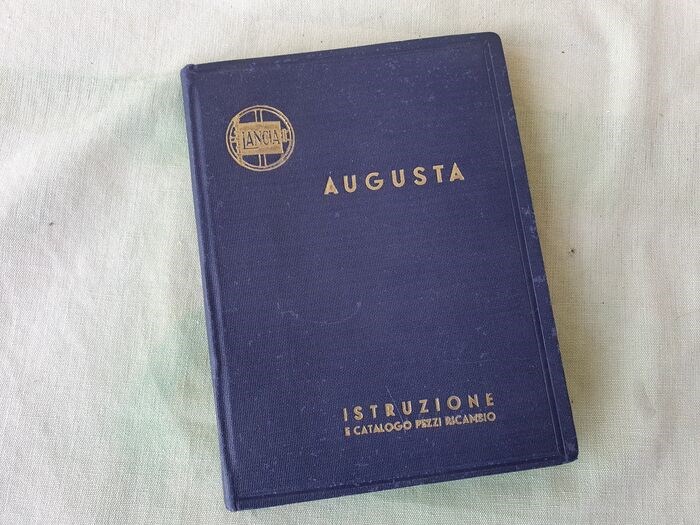 LANCIA
AUGUSTA
ISTRUZIONE
E CATALOGO PEZZI RICAMBIO